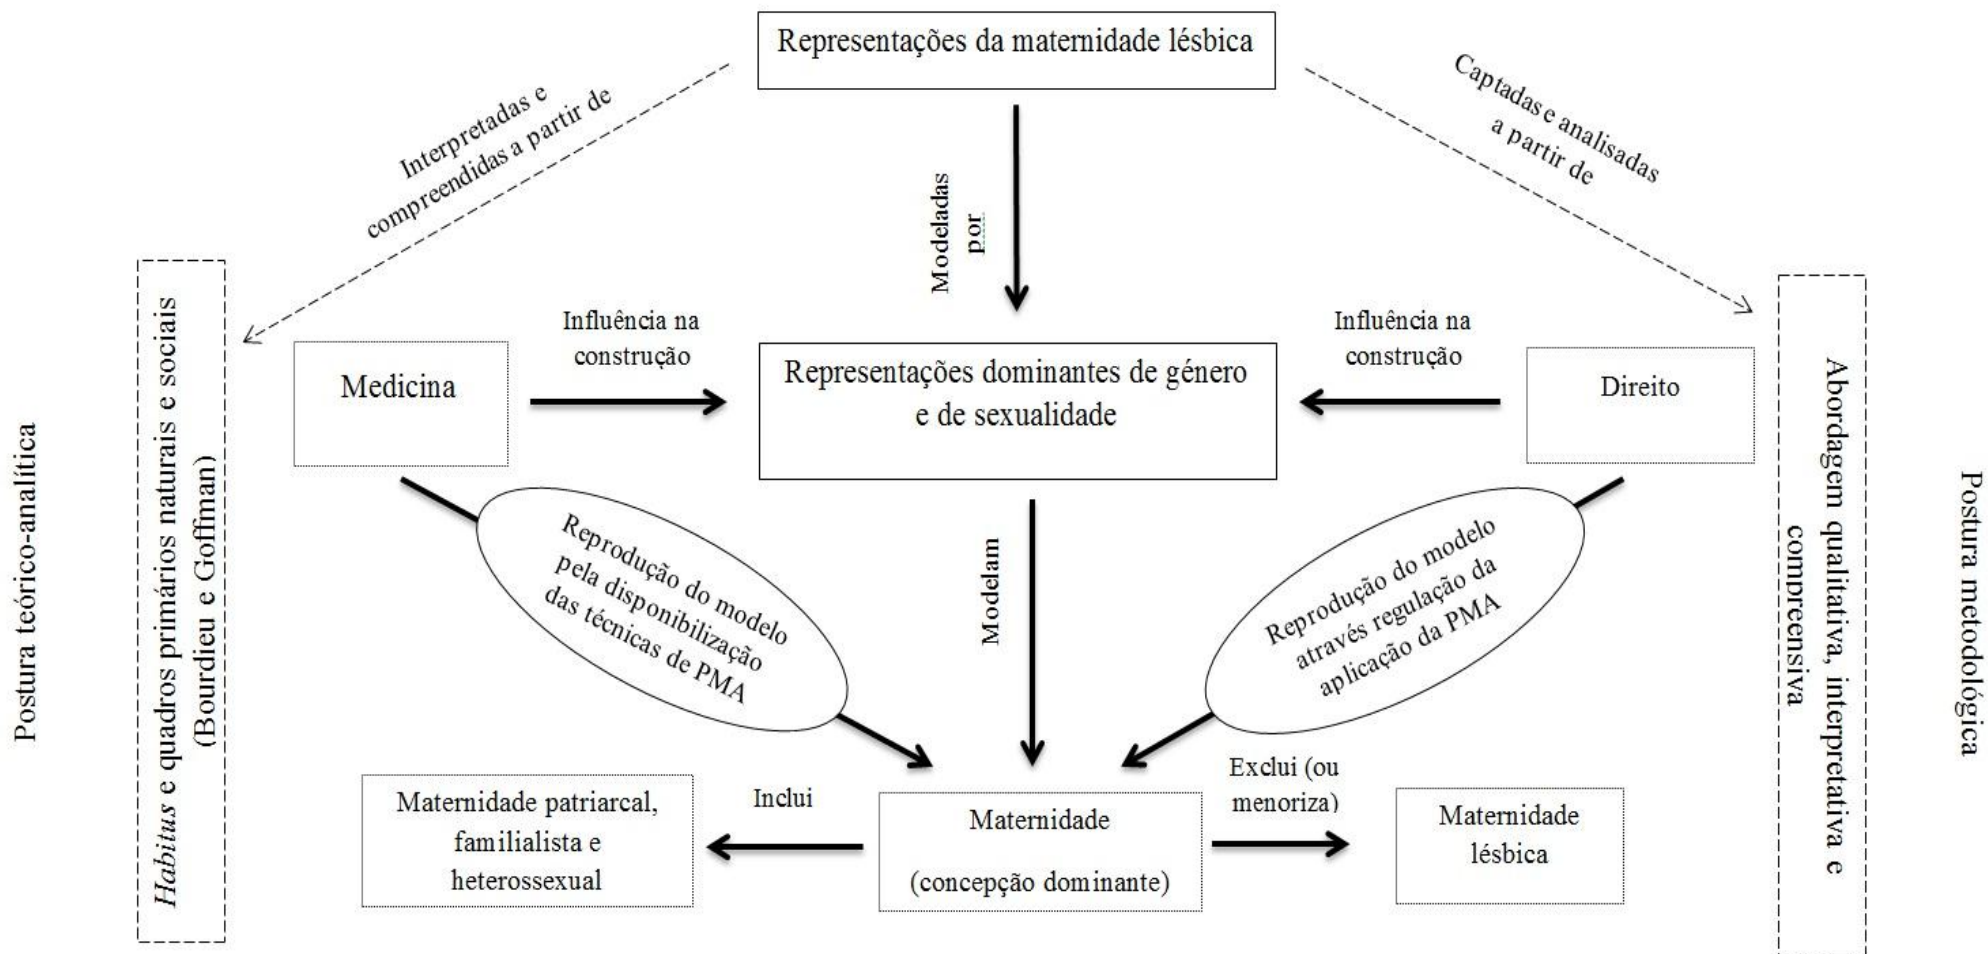 Representações da maternidade lésbica
Interpretadas e
compreendidas a partir de
Captadas e analisadas
a partir de
Modeladas
por
Postura teórico-analítica
Habitus e quadros primários naturais e sociais
(Bourdieu e Goffman)
Medicina
Influência na
construção
Representações dominantes de género
e de sexualidade
Influência na
construção
Direito
Abordagem qualitativa, interpretativa e
compreensiva
Postura metodológica
Reprodução do modelo
pela disponibilização
das técnicas de PMA
Modelam
Reprodução do modelo
através regulação da
aplicação da PMA
Maternidade patriarcal,
familialista e
heterossexual
Inclui
Maternidade
(concepção dominante)
Exclui (ou
menoriza)
Maternidade
lésbica